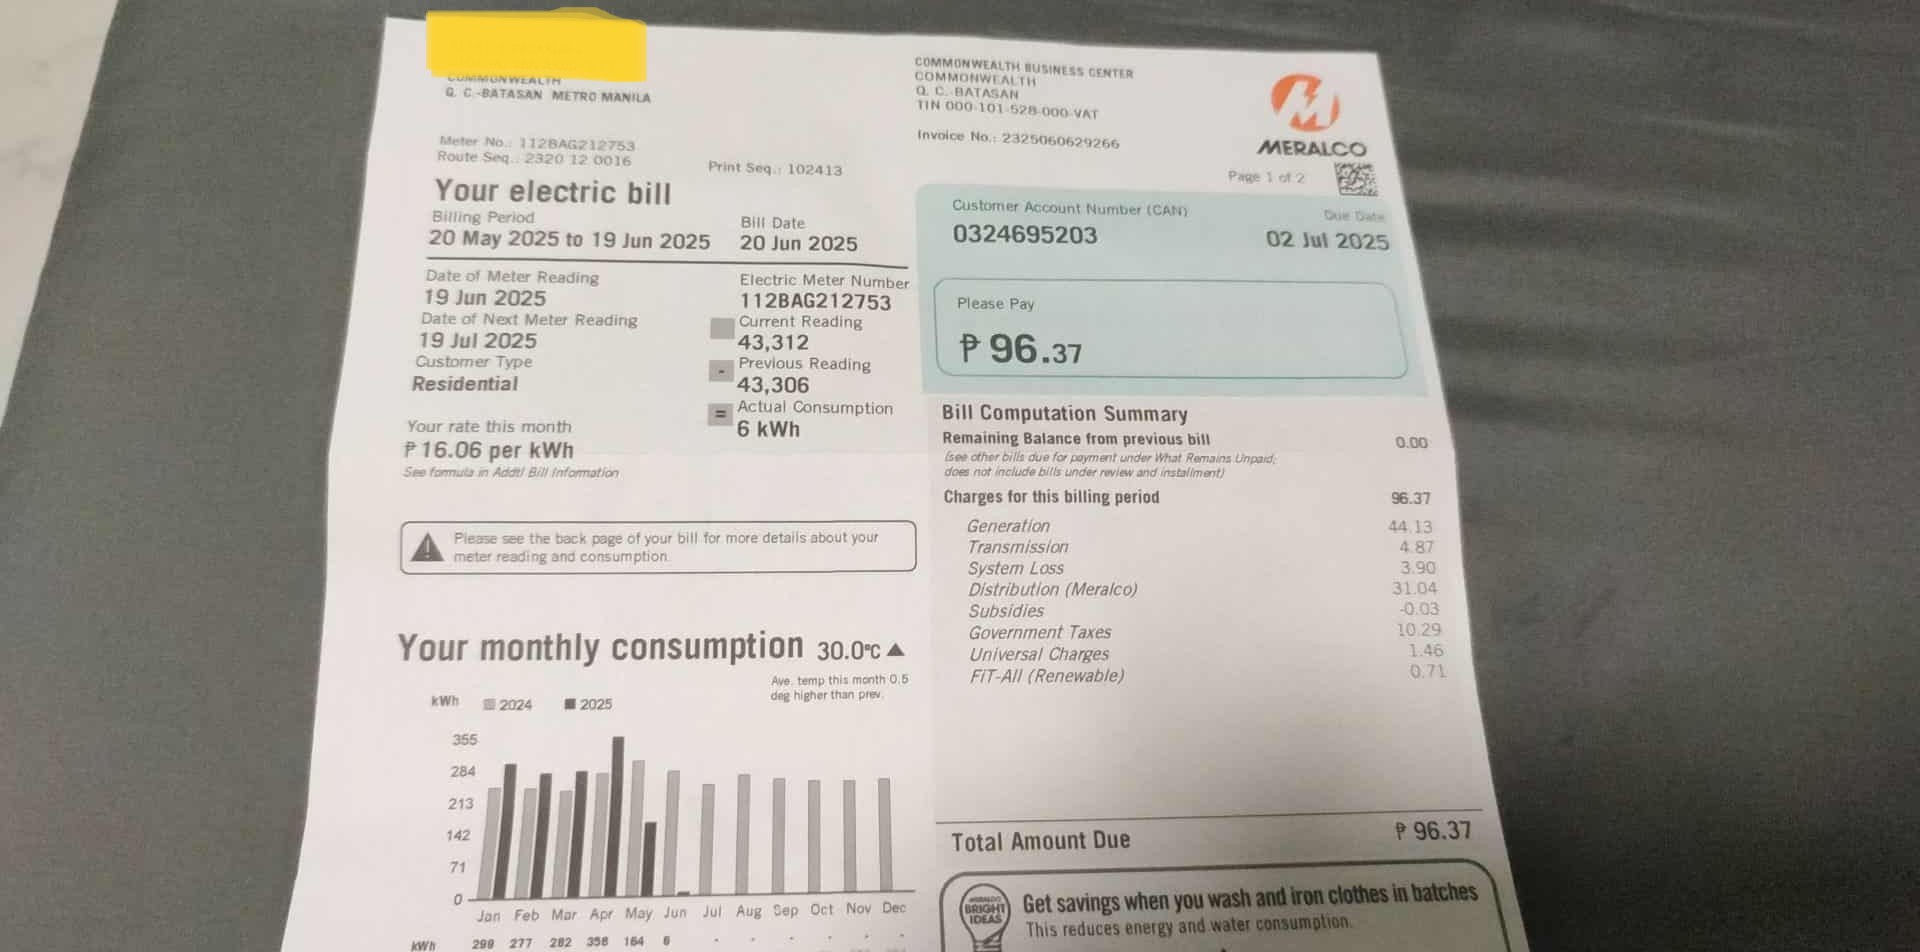 COMMONWEALTH
Q. C.-BATASAN METRO MANILA
Meter No.: 112BAG212753
Route Seq.: 2320 12 0016
Print Seq.: 102413
COMMONWEALTH BUSINESS CENTER
COMMONWEALTH
Q. C.-BATASAN
TIN 000-101-528-000-VAT
Invoice No.: 2325060629266
MERALCO
Page 1 of 2
Your electric bill
Billing Period
20 May 2025 to 19 Jun 2025
Bill Date
20 Jun 2025
Date of Meter Reading
19 Jun 2025
Date of Next Meter Reading
19 Jul 2025
Customer Type
Residential
Your rate this month
₱ 16.06 per kWh
See formula in Addtl Bill Information
Electric Meter Number
112BAG212753
Current Reading
43,312
- Previous Reading
43,306
= Actual Consumption
6 kWh
Please see the back page of your bill for more details about your
meter reading and consumption.
Customer Account Number (CAN)
0324695203
Due Date
02 Jul 2025
Please Pay
₱ 96.37
Bill Computation Summary
Remaining Balance from previous bill 0.00
(see other bills due for payment under What Remains Unpaid;
does not include bills under review and installment)
Charges for this billing period 96.37
Generation 44.13
Transmission 4.87
System Loss 3.90
Distribution (Meralco) 31.04
Subsidies -0.03
Government Taxes 10.29
Universal Charges 1.46
FiT-All (Renewable) 0.71
Total Amount Due ₱ 96.37
Your monthly consumption 30.0°C ▲
Ave. temp this month 0.5
deg higher than prev.
kWh 2024 2025
355
284
213
142
71
0
Jan Feb Mar Apr May Jun Jul Aug Sep Oct Nov Dec
kWh 299 277 282 358 164 6 - - - - - -
MERALCO
BRIGHT
IDEAS
Get savings when you wash and iron clothes in batches
This reduces energy and water consumption.